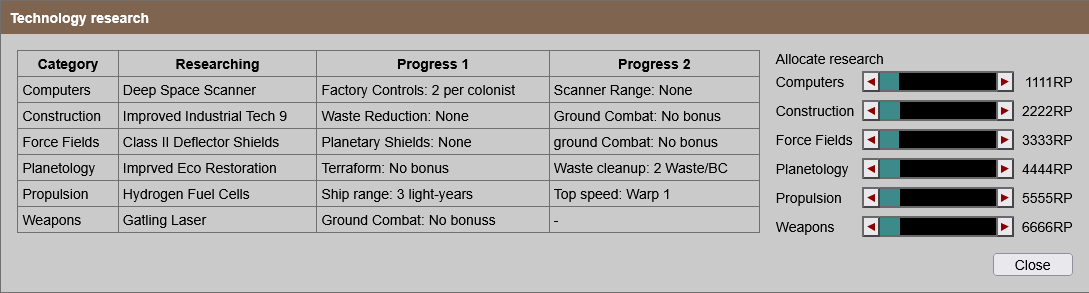 Technology research
Category Researching Progress 1 Progress 2
Computers Deep Space Scanner Factory Controls: 2 per colonist Scanner Range: None
Construction Improved Industrial Tech 9 Waste Reduction: None Ground Combat: No bonus
Force Fields Class II Deflector Shields Planetary Shields: None ground Combat: No bonus
Planetology Imprved Eco Restoration Terraform: No bonus Waste cleanup: 2 Waste/BC
Propulsion Hydrogen Fuel Cells Ship range: 3 light-years Top speed: Warp 1
Weapons Gatling Laser Ground Combat: No bonuss -
Allocate research
Computers 1111RP
Construction 2222RP
Force Fields 3333RP
Planetology 4444RP
Propulsion 5555RP
Weapons 6666RP
Close